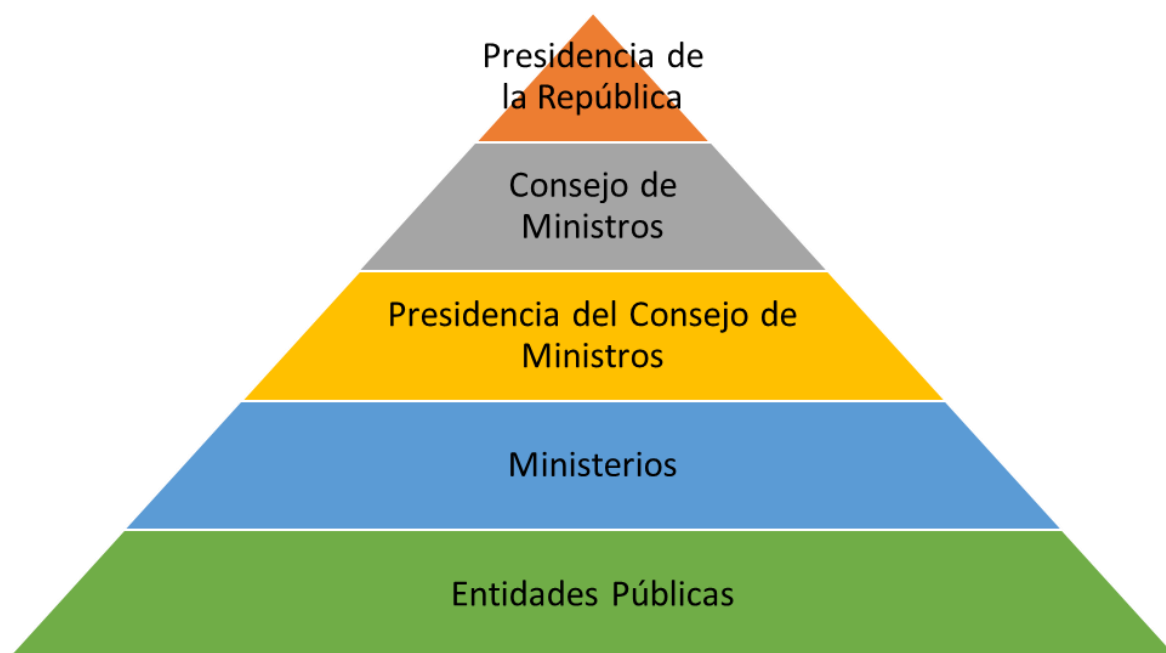 Presidencia de
la República
Consejo de
Ministros
Presidencia del Consejo de
Ministros
Ministerios
Entidades Públicas